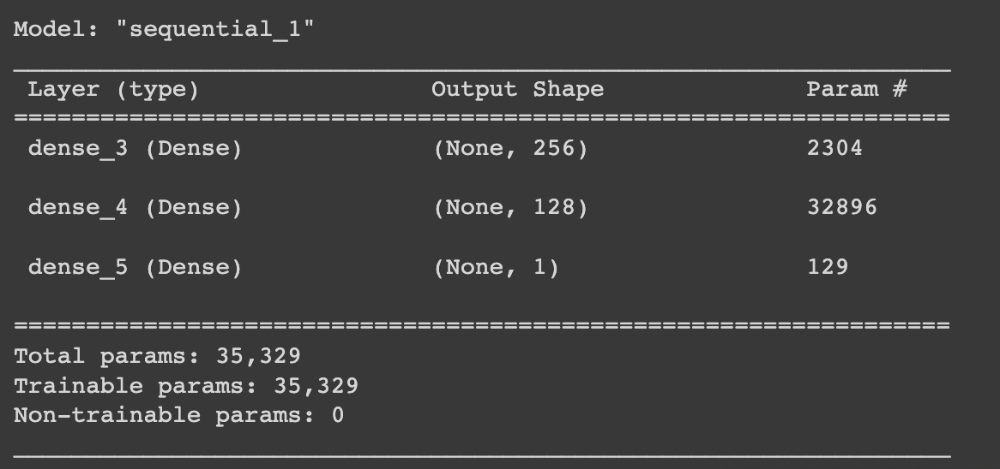 Model: "sequential_1"
_________________________________________________________________
Layer (type) Output Shape Param #
=================================================================
dense_3 (Dense) (None, 256) 2304
dense_4 (Dense) (None, 128) 32896
dense_5 (Dense) (None, 1) 129
=================================================================
Total params: 35,329
Trainable params: 35,329
Non-trainable params: 0
_________________________________________________________________